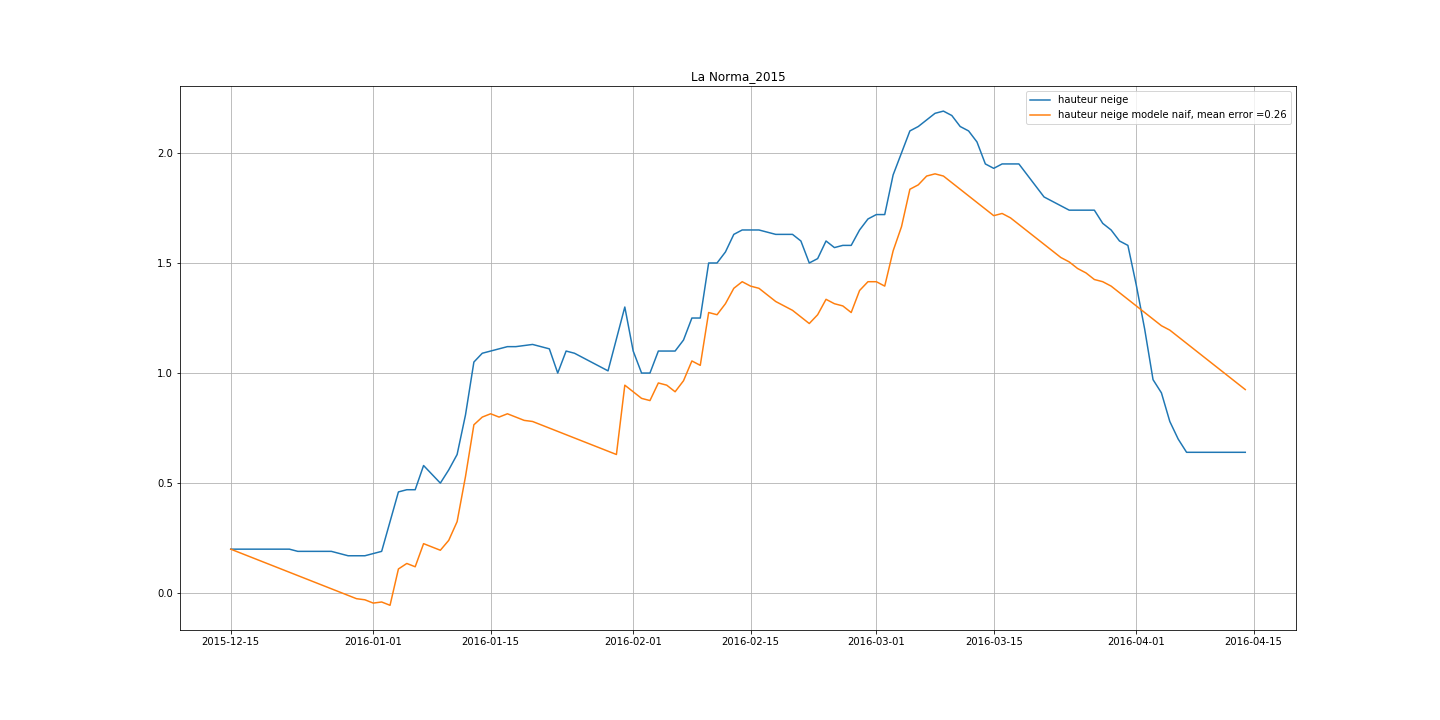 La Norma_2015
hauteur neige
hauteur neige modele naif, mean error =0.26
2.0
1.5
1.0
0.5
0.0
2015-12-15 2016-01-01 2016-01-15 2016-02-01 2016-02-15 2016-03-01 2016-03-15 2016-04-01 2016-04-15